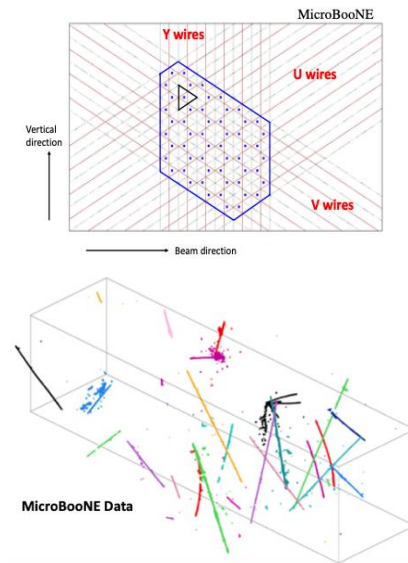 MicroBooNE
Y wires
U wires
Vertical
direction
V wires
Beam direction
MicroBooNE Data